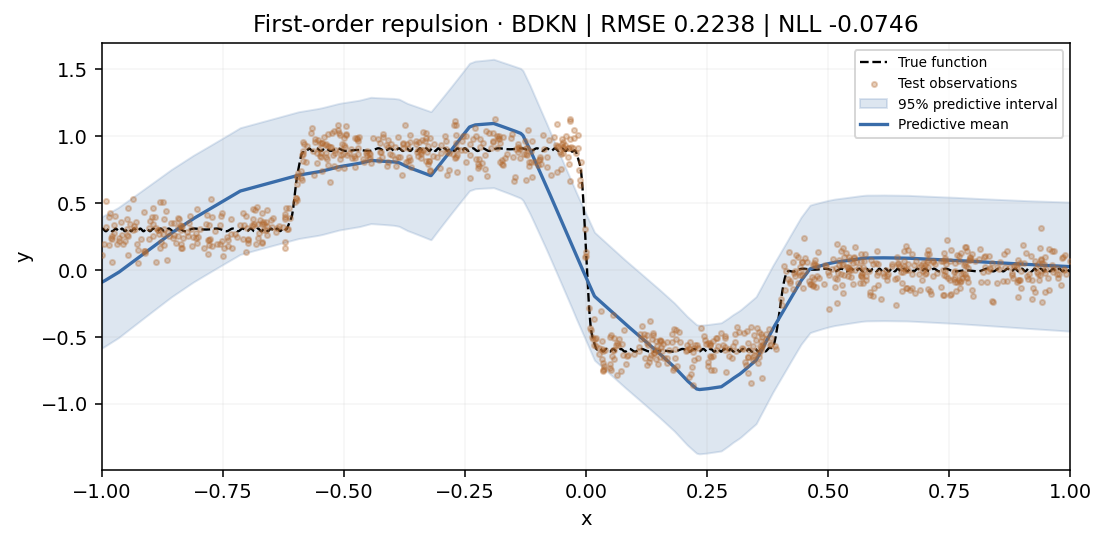 First-order repulsion · BDKN | RMSE 0.2238 | NLL -0.0746
True function
Test observations
95% predictive interval
Predictive mean
y
1.5
1.0
0.5
0.0
−0.5
−1.0
−1.00 −0.75 −0.50 −0.25 0.00 0.25 0.50 0.75 1.00
x